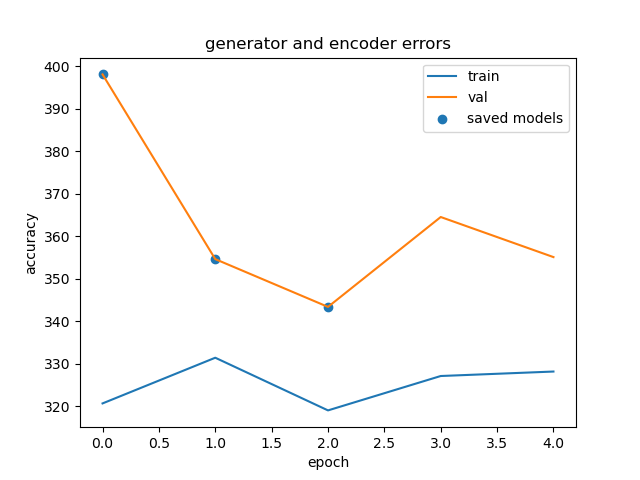 generator and encoder errors
train
val
saved models
400
390
380
370
360
350
340
330
320
accuracy
0.0 0.5 1.0 1.5 2.0 2.5 3.0 3.5 4.0
epoch